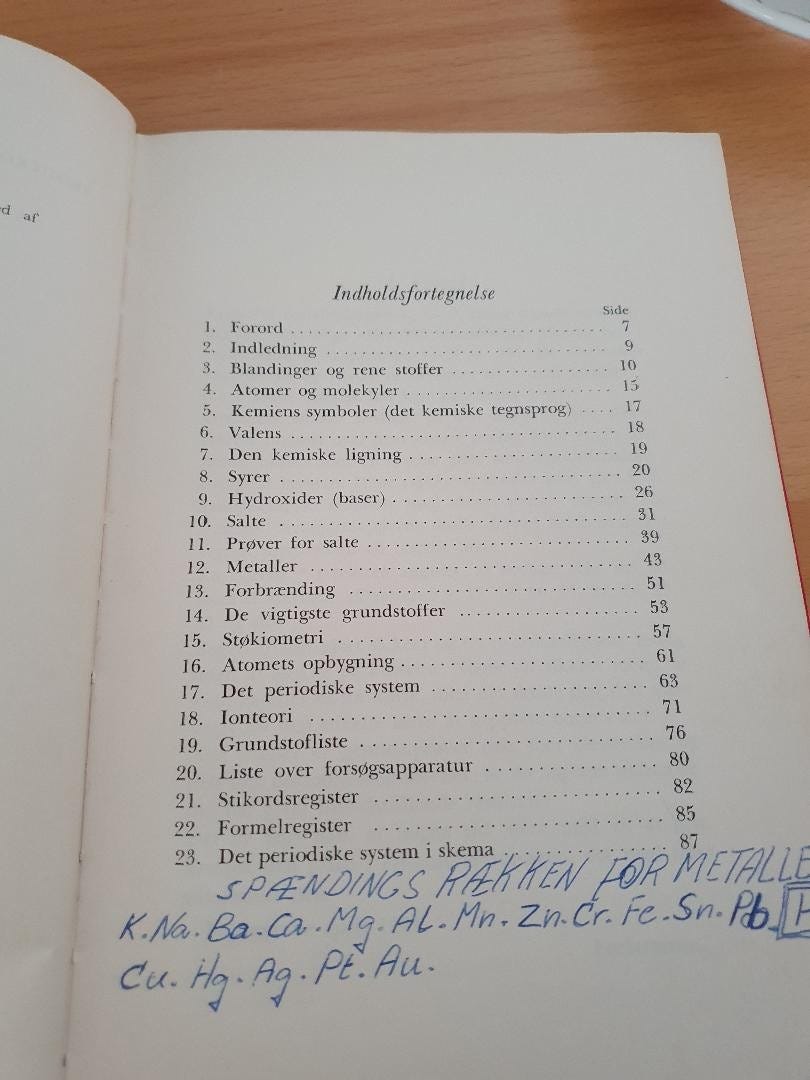 af
Indholdsfortegnelse
Side
1. Forord 7
2. Indledning 9
3. Blandinger og rene stoffer 10
4. Atomer og molekyler 15
5. Kemiens symboler (det kemiske tegnsprog) 17
6. Valens 18
7. Den kemiske ligning 19
8. Syrer 20
9. Hydroxider (baser) 26
10. Salte 31
11. Prøver for salte 39
12. Metaller 43
13. Forbrænding 51
14. De vigtigste grundstoffer 53
15. Støkiometri 57
16. Atomets opbygning 61
17. Det periodiske system 63
18. Ionteori 71
19. Grundstofliste 76
20. Liste over forsøgsapparatur 80
21. Stikordsregister 82
22. Formelregister 85
23. Det periodiske system i skema 87
SPÆNDINGS RÆKKEN FOR METALLE
K. Na. Ba. Ca. Mg. AL. Mn. Zn. Cr. Fe. Sn. Pb. H
Cu. Hg. Ag. Pt. Au.